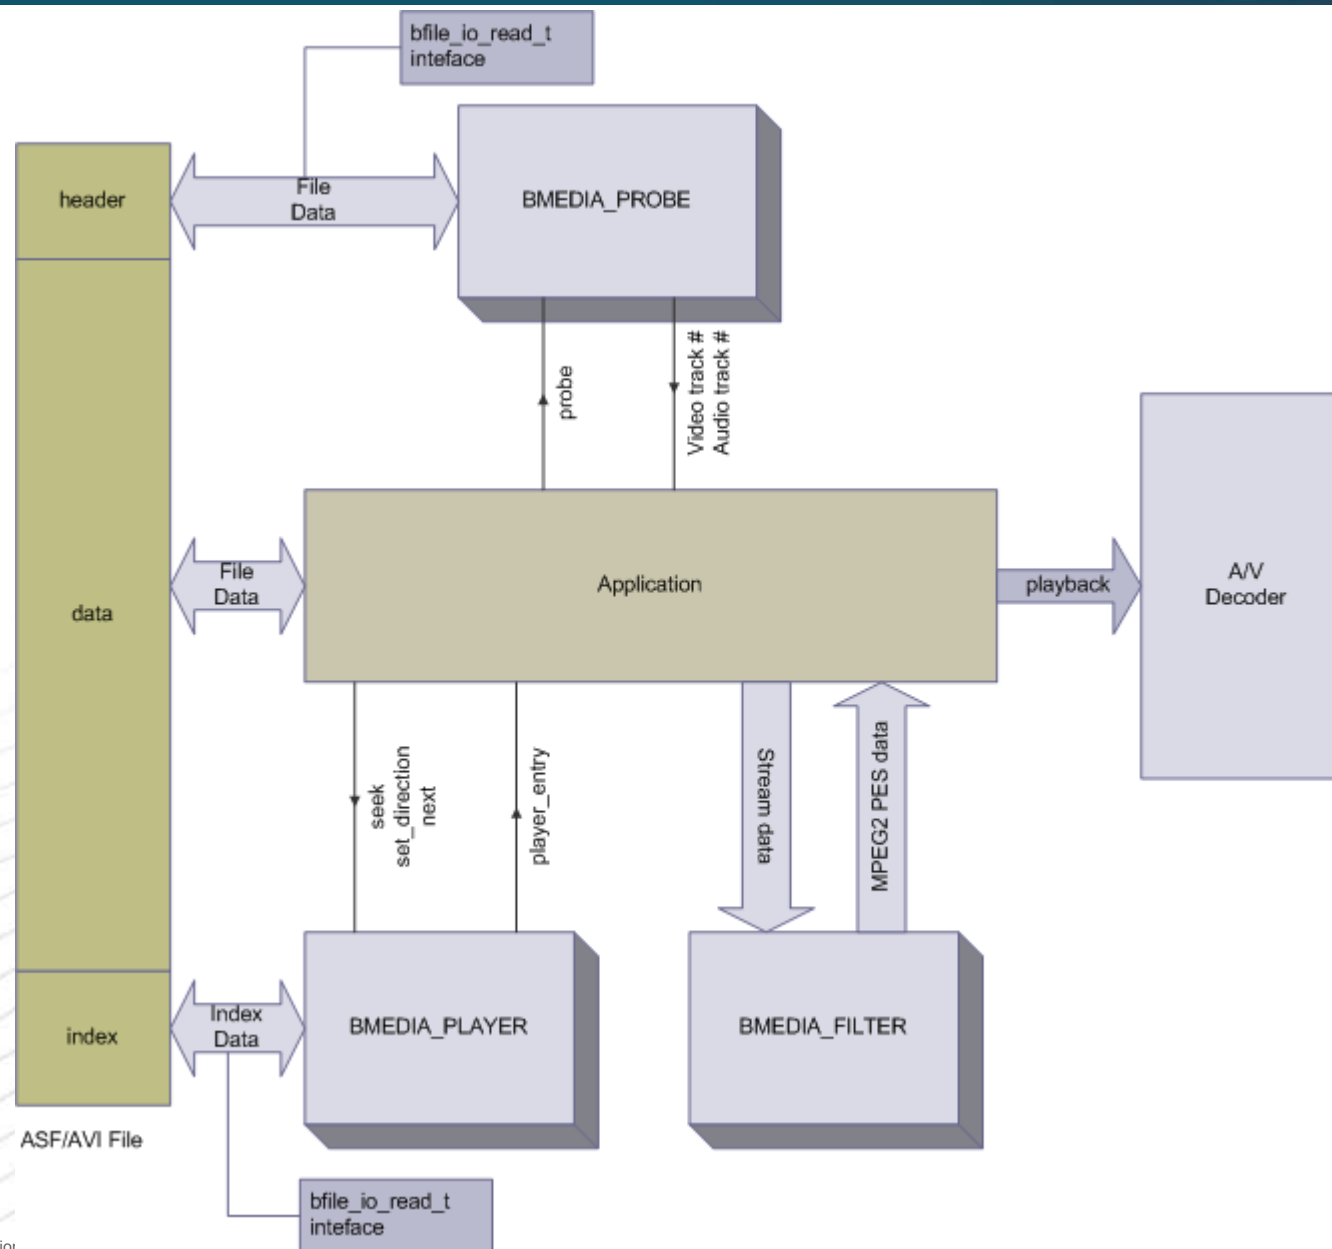 bfile_io_read_t
inteface
header
File
Data
BMEDIA_PROBE
probe
Video track #
Audio track #
data
File
Data
Application
playback
A/V
Decoder
seek
set_direction
next
player_entry
Stream data
MPEG2 PES data
index
Index
Data
BMEDIA_PLAYER
BMEDIA_FILTER
ASF/AVI File
bfile_io_read_t
inteface